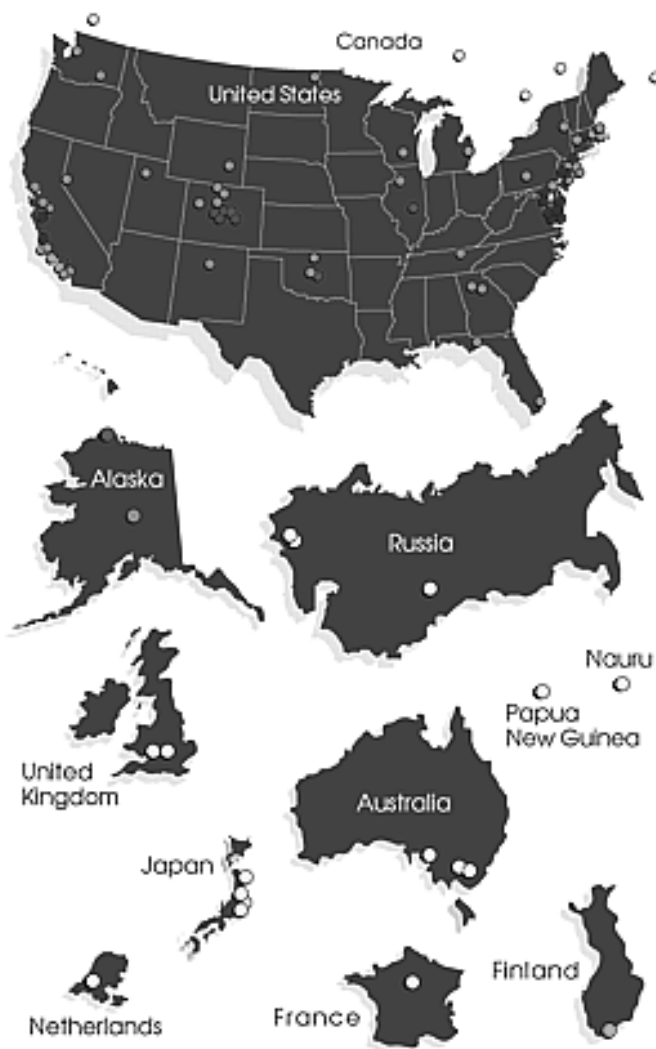 Canada
United States
Alaska
Russia
Nauru
Papua
New Guinea
United
Kingdom
Australia
Japan
Finland
France
Netherlands